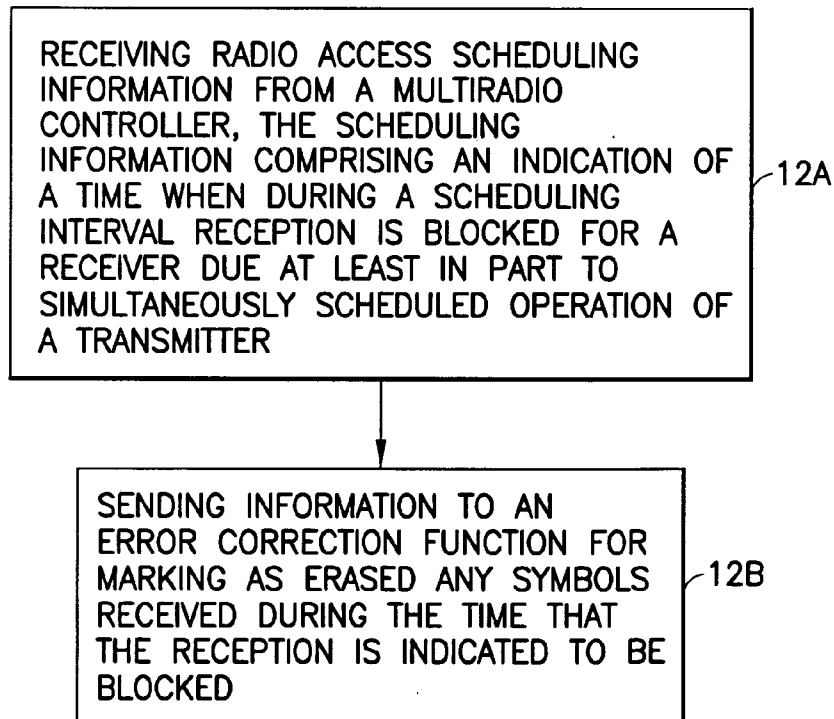 RECEIVING RADIO ACCESS SCHEDULING
INFORMATION FROM A MULTIRADIO
CONTROLLER, THE SCHEDULING
INFORMATION COMPRISING AN INDICATION OF
A TIME WHEN DURING A SCHEDULING
INTERVAL RECEPTION IS BLOCKED FOR A
RECEIVER DUE AT LEAST IN PART TO
SIMULTANEOUSLY SCHEDULED OPERATION OF
A TRANSMITTER
12A
SENDING INFORMATION TO AN
ERROR CORRECTION FUNCTION FOR
MARKING AS ERASED ANY SYMBOLS
RECEIVED DURING THE TIME THAT
THE RECEPTION IS INDICATED TO BE
BLOCKED
12B